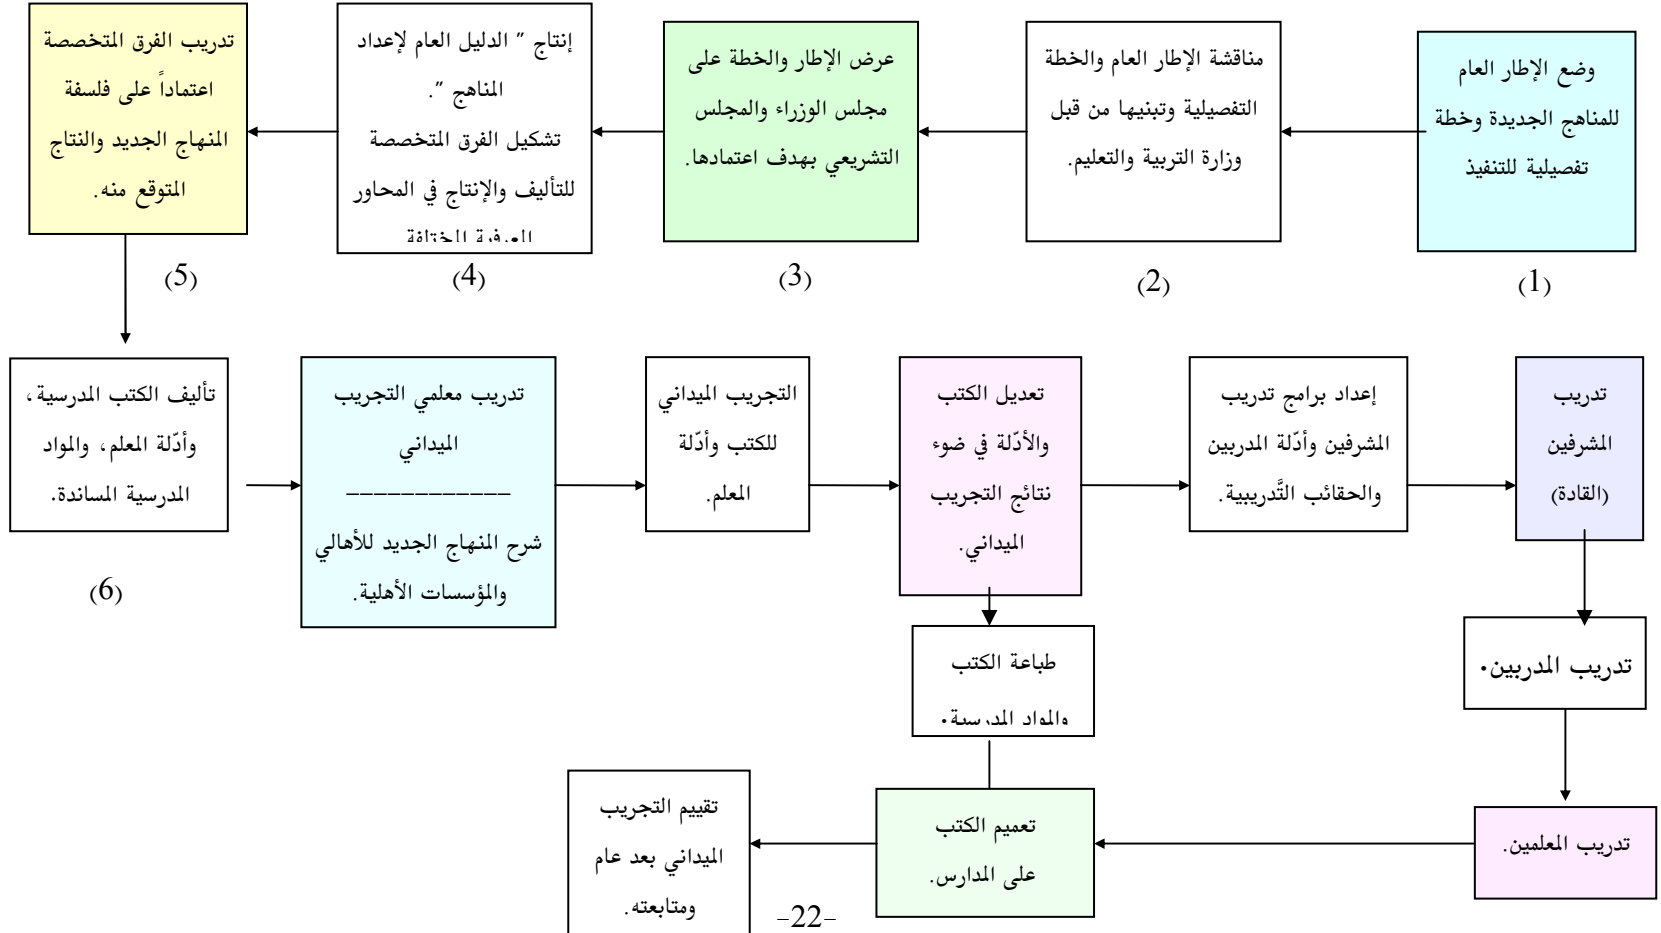 وضع الإطار العام
للمناهج الجديدة وخطة
تفصيلية للتنفيذ
(1)
مناقشة الإطار العام والخطة
التفصيلية وتبنيها من قبل
وزارة التربية والتعليم.
(2)
عرض الإطار والخطة على
مجلس الوزراء والمجلس
التشريعي بهدف اعتمادها.
(3)
إنتاج " الدليل العام لإعداد
المناهج ".
تشكيل الفرق المتخصصة
للتأليف والإنتاج في المحاور
المعرفية المختلفة
(4)
تدريب الفرق المتخصصة
اعتماداً على فلسفة
المنهاج الجديد والنتاج
المتوقع منه.
(5)
تأليف الكتب المدرسية،
وأدّلة المعلم، والمواد
المدرسية المساندة.
(6)
تدريب معلمي التجريب
الميداني
------------
شرح المنهاج الجديد للأهالي
والمؤسسات الأهلية.
التجريب الميداني
للكتب وأدّلة
المعلم.
تعديل الكتب
والأدّلة في ضوء
نتائج التجريب
الميداني.
إعداد برامج تدريب
المشرفين وأدّلة المدربين
والحقائب التَّدريبية.
تدريب
المشرفين
(القادة)
طباعة الكتب
والمواد المدرسية.
تدريب المدربين.
تدريب المعلمين.
تعميم الكتب
على المدارس.
تقييم التجريب
الميداني بعد عام
ومتابعته.
-22-